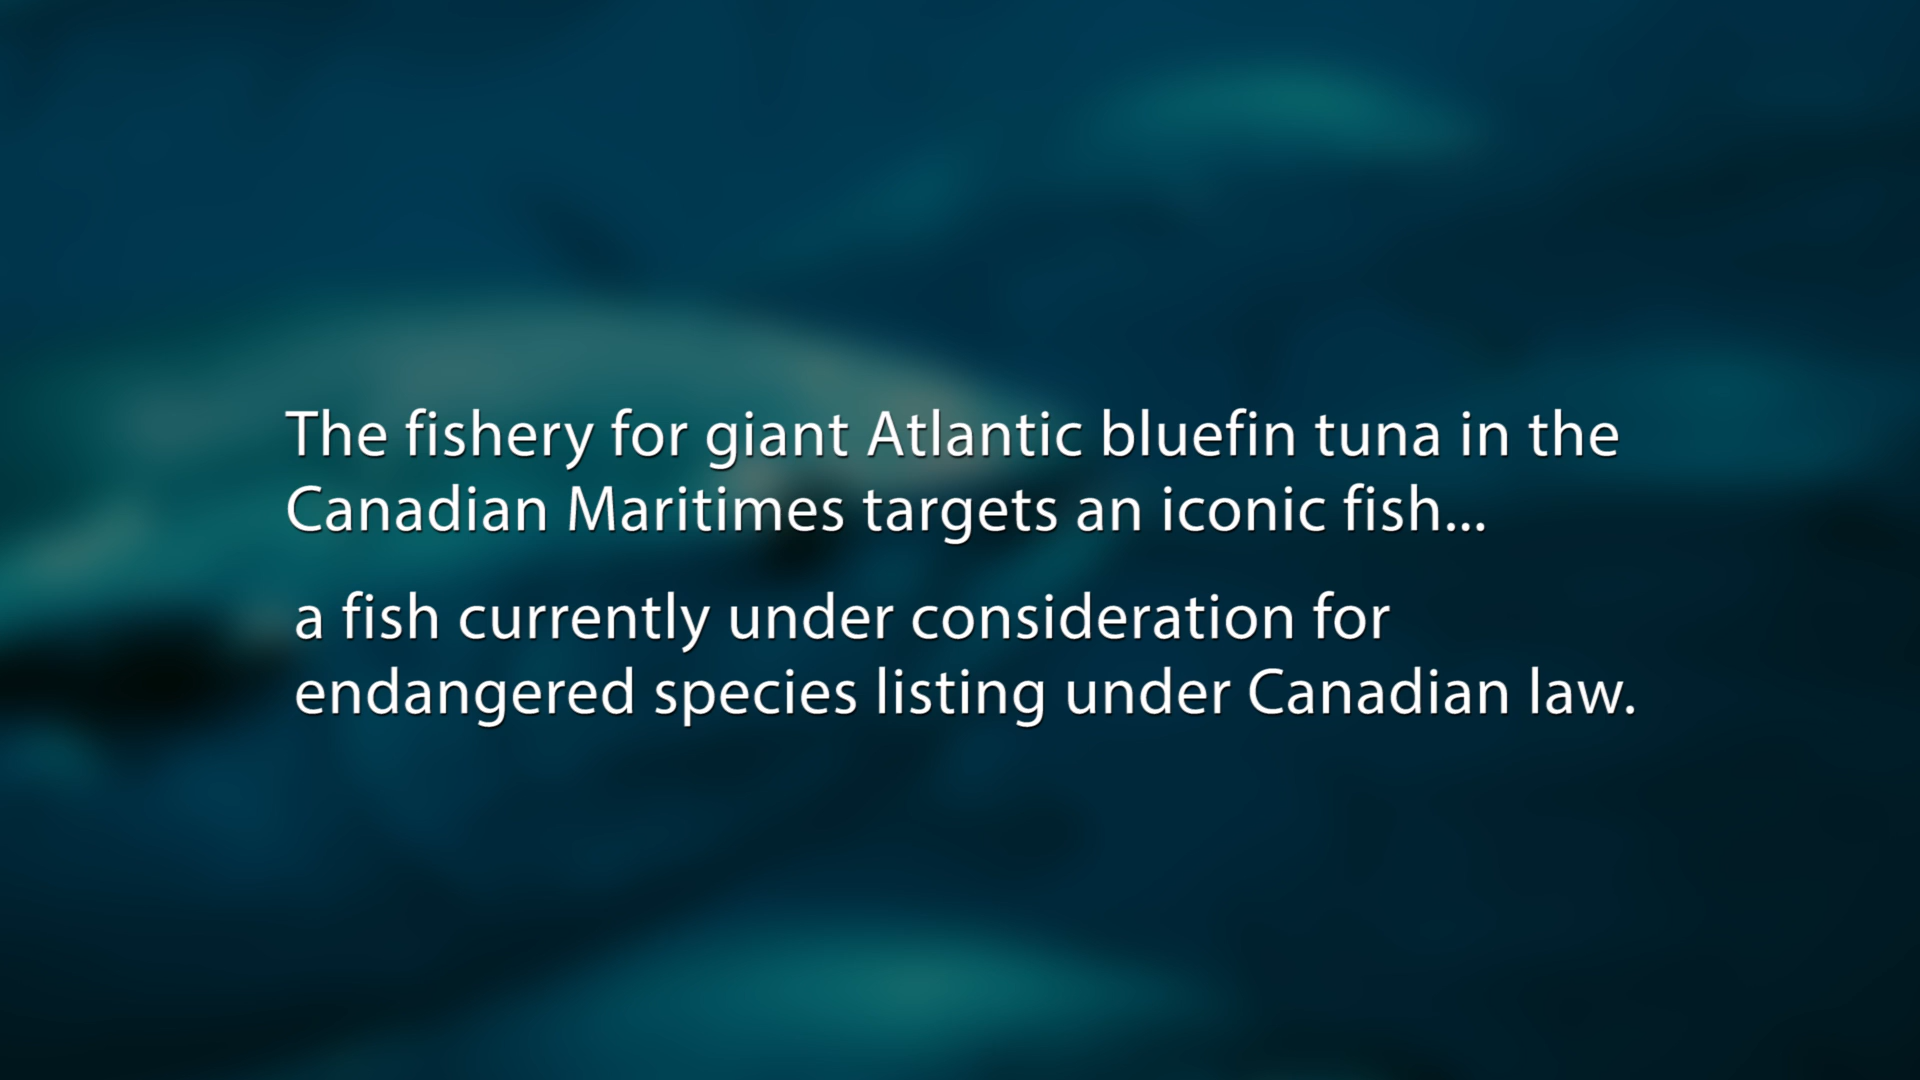 The fishery for giant Atlantic bluefin tuna in the
Canadian Maritimes targets an iconic fish...
a fish currently under consideration for
endangered species listing under Canadian law.